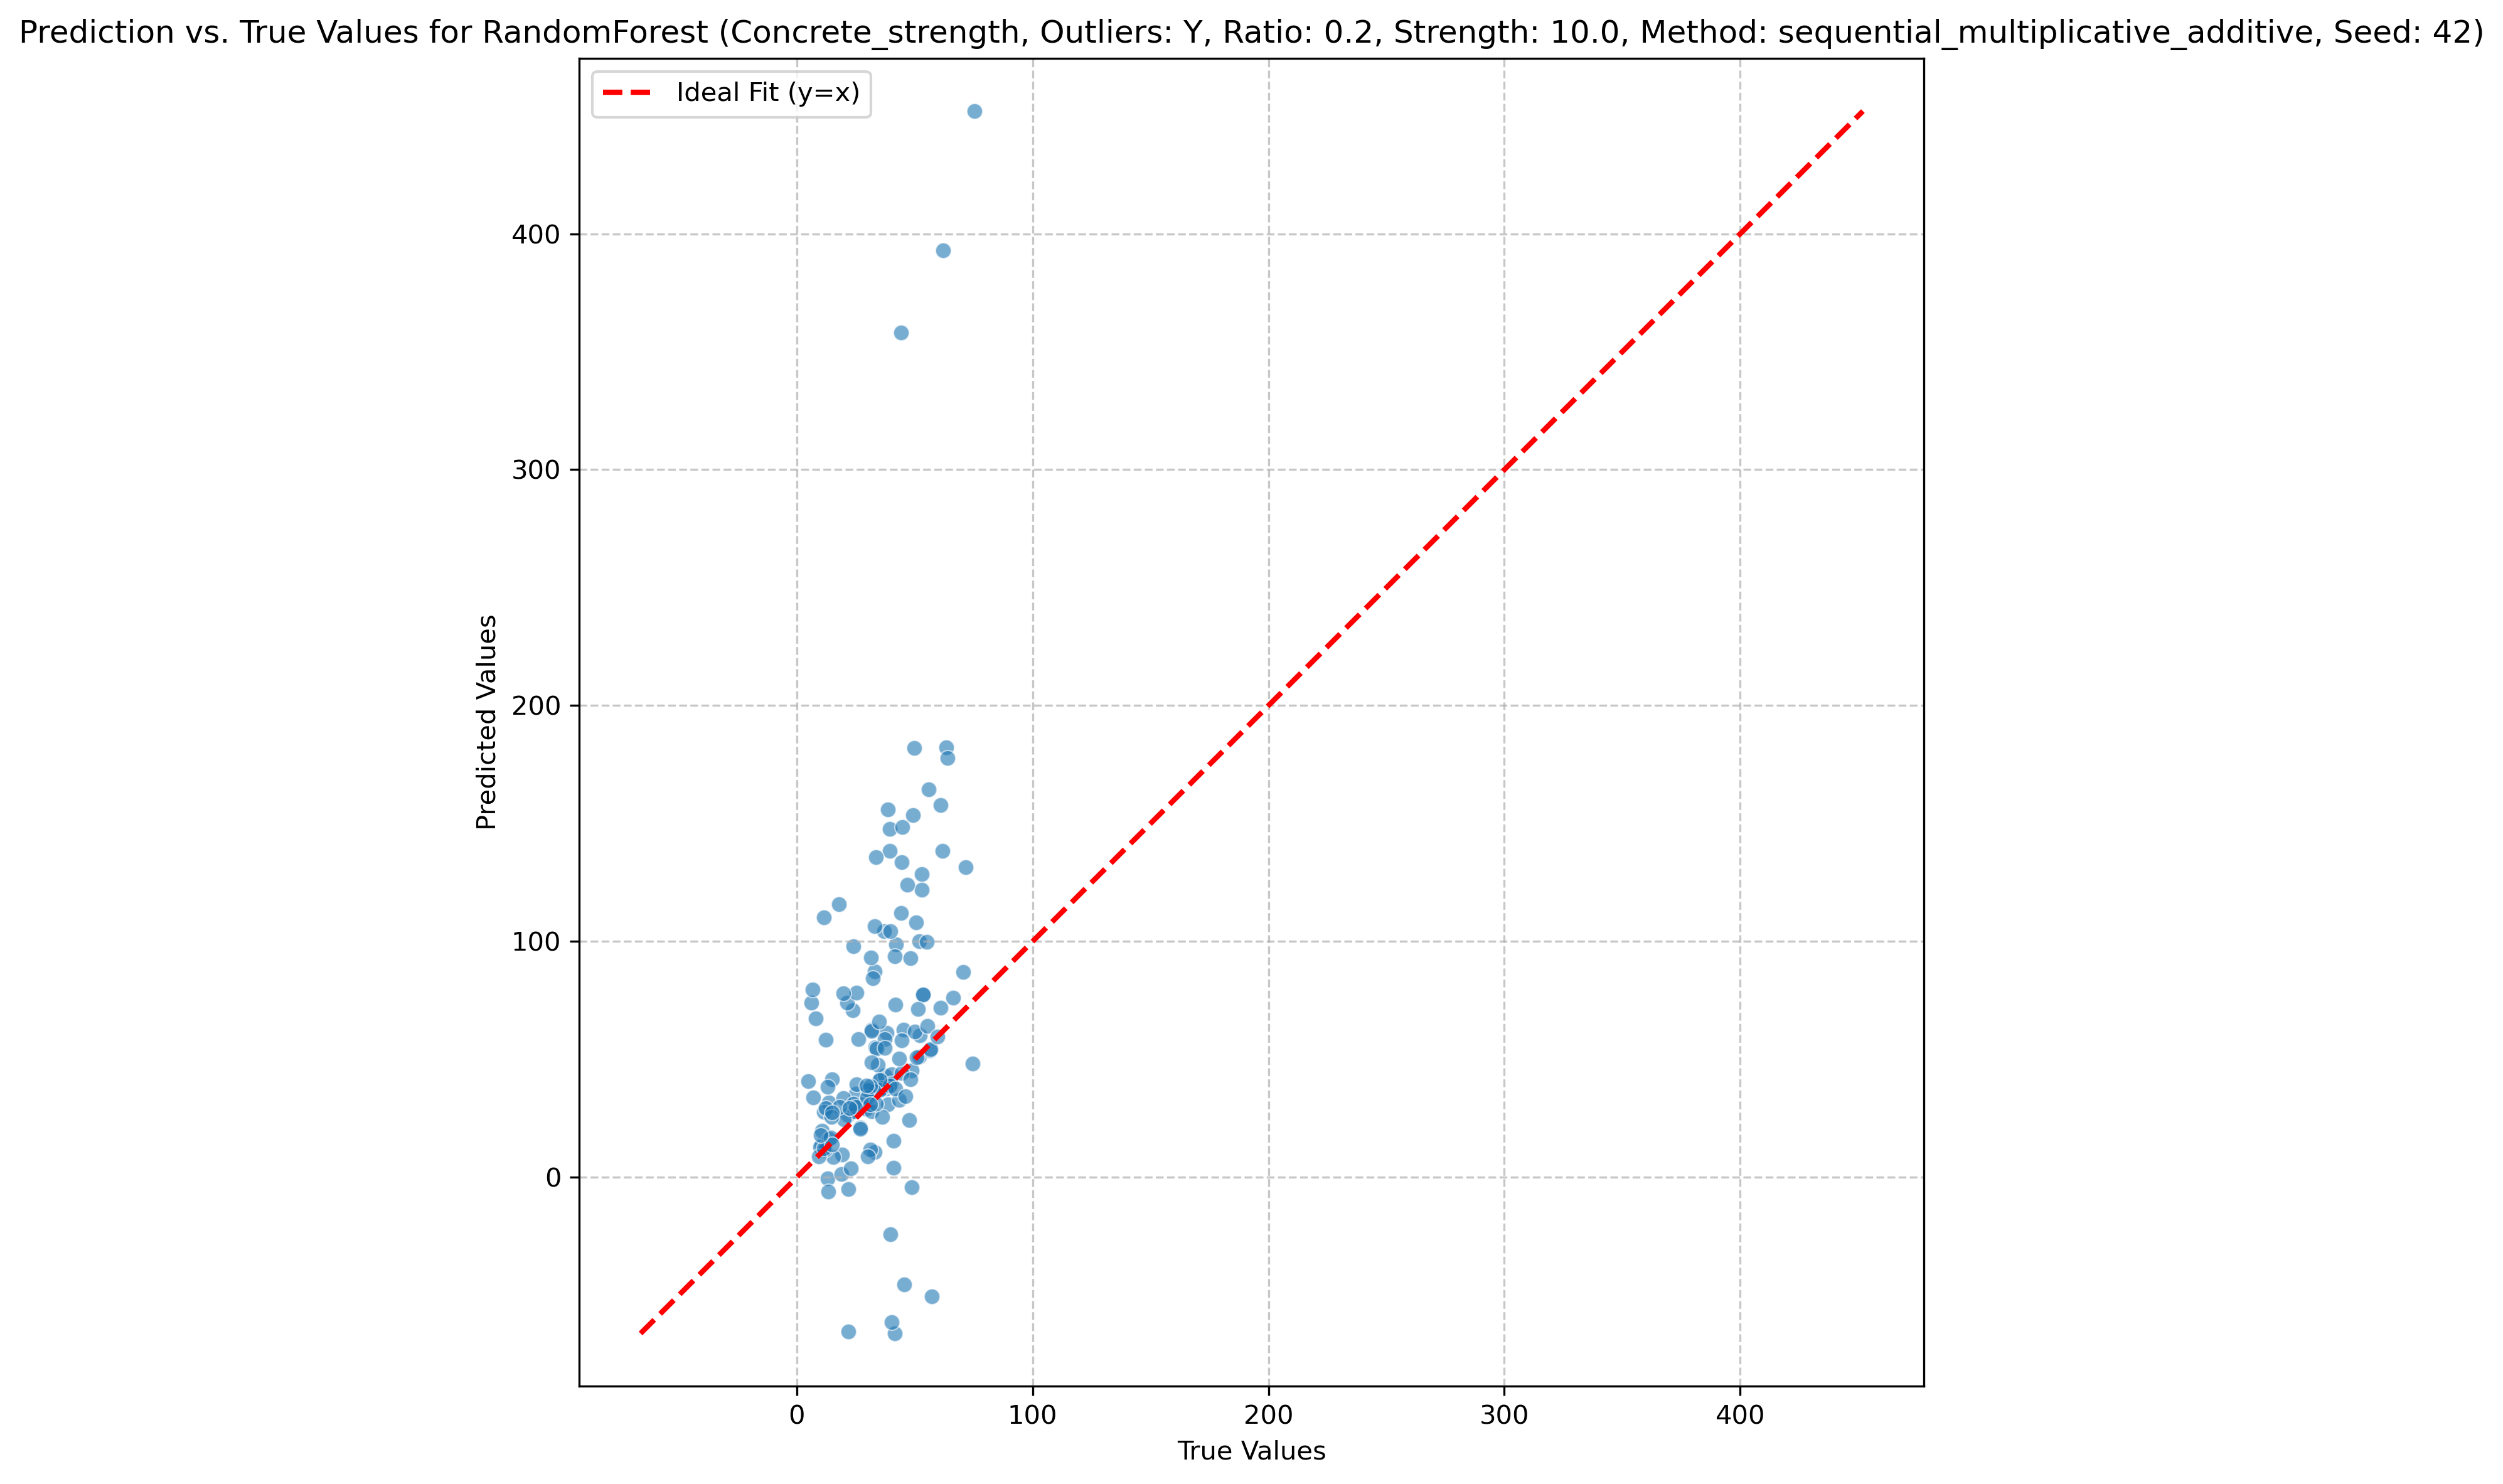 Prediction vs. True Values for RandomForest (Concrete_strength, Outliers: Y, Ratio: 0.2, Strength: 10.0, Method: sequential_multiplicative_additive, Seed: 42)
Ideal Fit (y=x)
400
300
200
100
0
Predicted Values
0 100 200 300 400
True Values